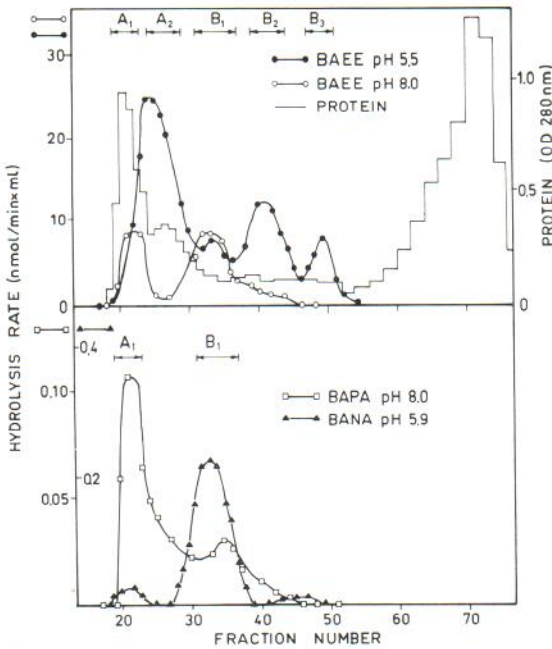 A₁ A₂ B₁ B₂ B₃
30
20
10
0
BAEE pH 5,5
BAEE pH 8.0
PROTEIN
1.0
0.5
0
PROTEIN (OD 280nm)
HYDROLYSIS RATE (nmol/min×ml)
A₁ B₁
0,4
0,10
0,2
0,05
BAPA pH 8.0
BANA pH 5.9
20 30 40 50 60 70
FRACTION NUMBER